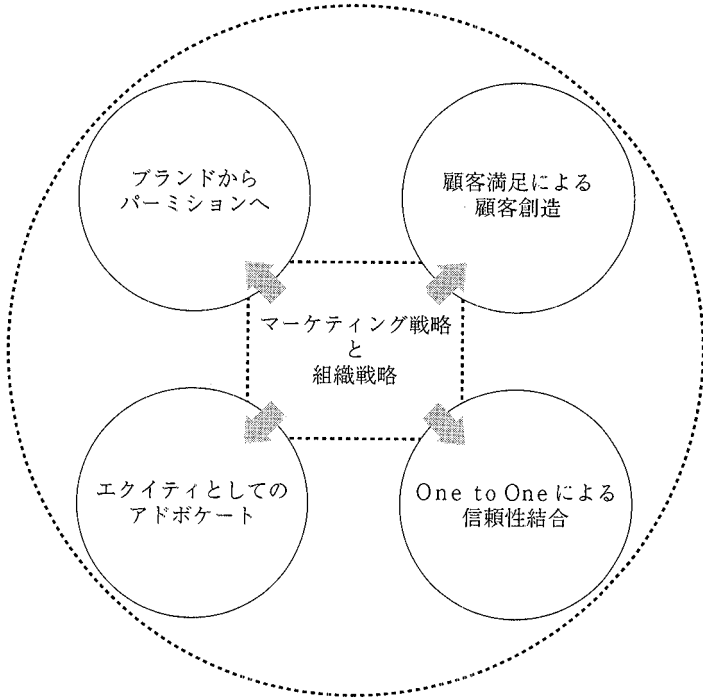 ブランドから
パーミションへ
顧客満足による
顧客創造
マーケティング戦略
と
組織戦略
エクイティとしての
アドボケート
One to Oneによる
信頼性結合